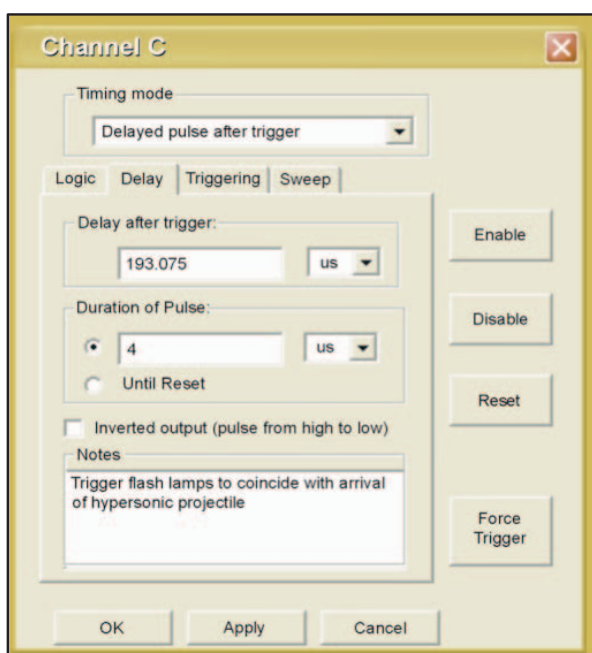 Channel C
Timing mode
Delayed pulse after trigger
Logic Delay Triggering Sweep
Delay after trigger:
193.075 us
Duration of Pulse:
4 us
Until Reset
Inverted output (pulse from high to low)
Notes
Trigger flash lamps to coincide with arrival
of hypersonic projectile
Enable
Disable
Reset
Force
Trigger
OK Apply Cancel